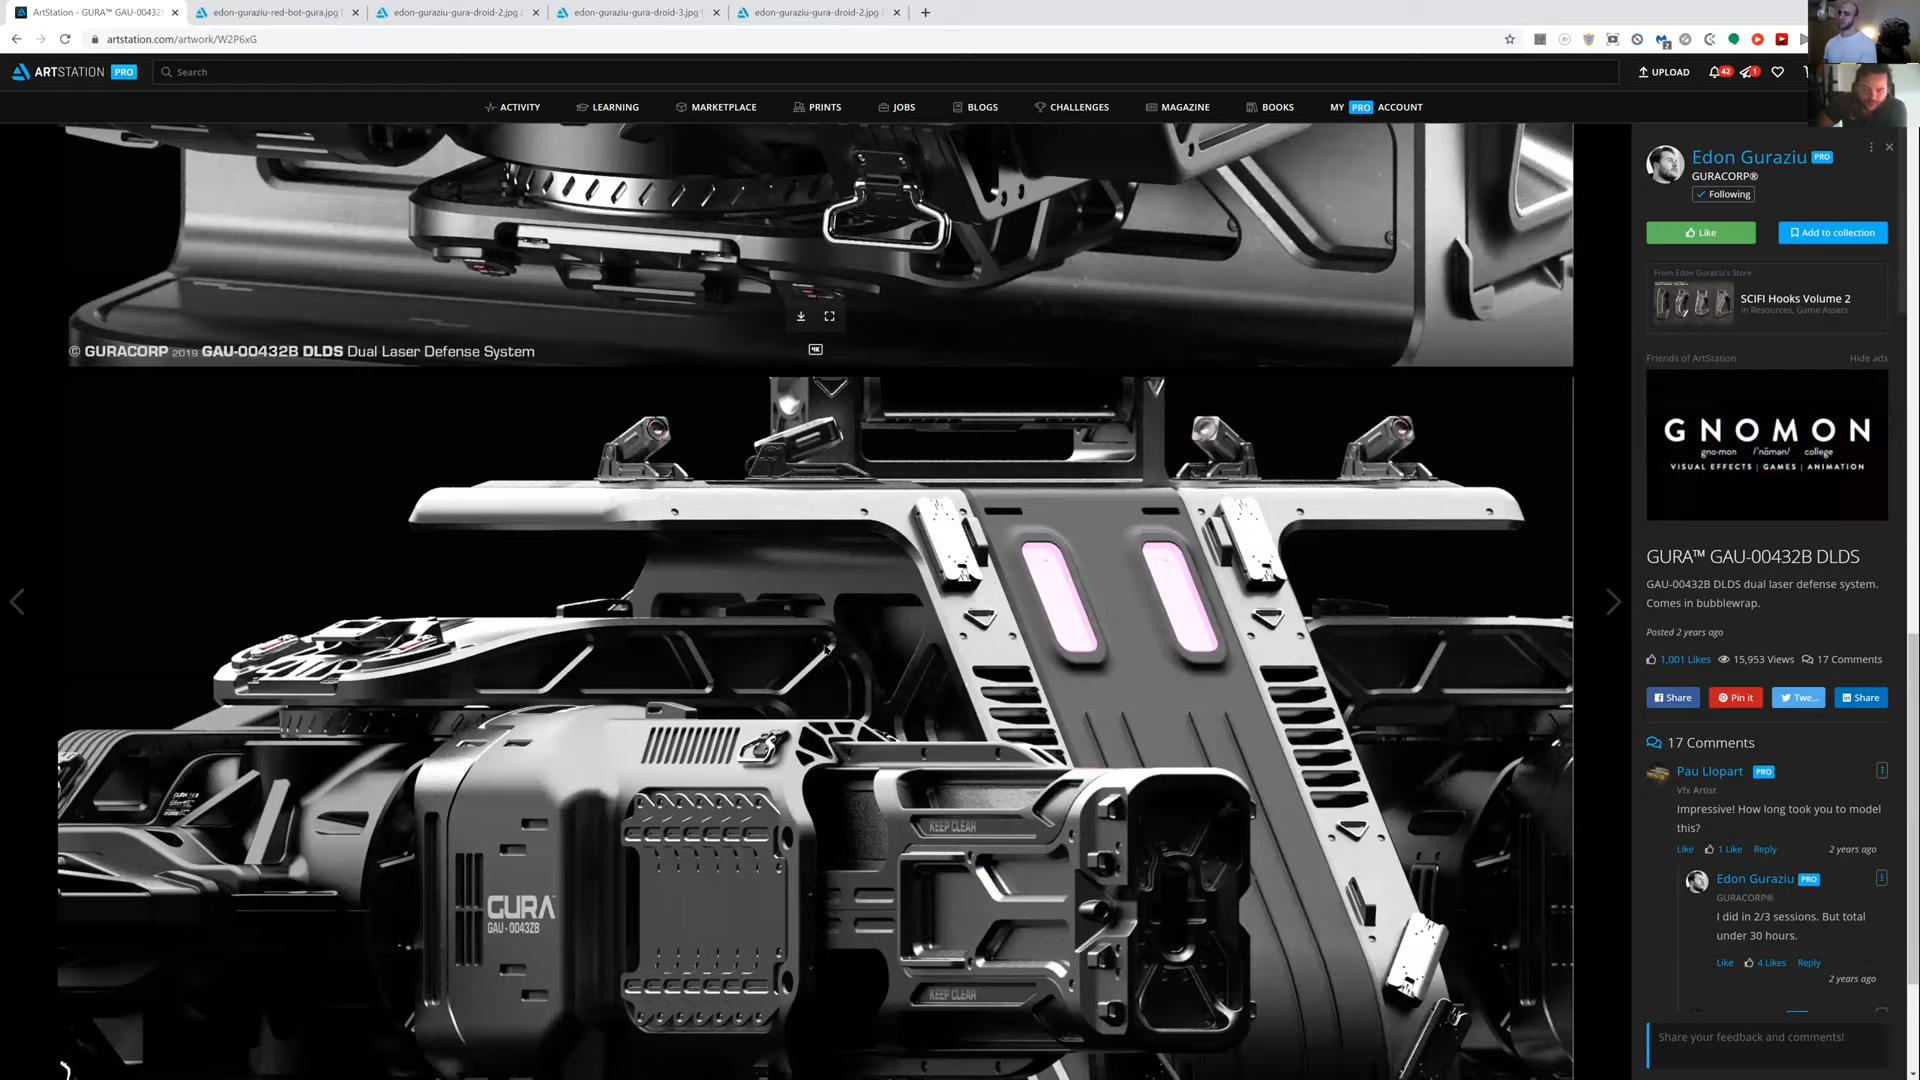 ArtStation - GURA™ GAU-00432
edon-guraziu-red-bot-gura.jpg (
edon-guraziu-gura-droid-2.jpg (
edon-guraziu-gura-droid-3.jpg (
edon-guraziu-gura-droid-2.jpg (
artstation.com/artwork/W2P6xG
2
ARTSTATION PRO
Search
UPLOAD
42
1
ACTIVITY
LEARNING
MARKETPLACE
PRINTS
JOBS
BLOGS
CHALLENGES
MAGAZINE
BOOKS
MY PRO ACCOUNT
© GURACORP 2019 GAU-00432B DLDS Dual Laser Defense System
4K
GURA
GAU-00432B
KEEP CLEAR
KEEP CLEAR
Edon Guraziu PRO
GURACORP®
Following
Like
Add to collection
From Edon Guraziu's Store
SCIFI Hooks Volume 2
in Resources, Game Assets
Friends of ArtStation
Hide ads
GNOMON
gno·mon /'nōmän/ college
VISUAL EFFECTS | GAMES | ANIMATION
GURA™ GAU-00432B DLDS
GAU-00432B DLDS dual laser defense system.
Comes in bubblewrap.
Posted 2 years ago
1,001 Likes 15,953 Views 17 Comments
Share
Pin it
Twe...
Share
17 Comments
Pau Llopart PRO
Vfx Artist
Impressive! How long took you to model
this?
Like 1 Like Reply 2 years ago
Edon Guraziu PRO
GURACORP®
I did in 2/3 sessions. But total
under 30 hours.
Like 4 Likes Reply
2 years ago
Share your feedback and comments!